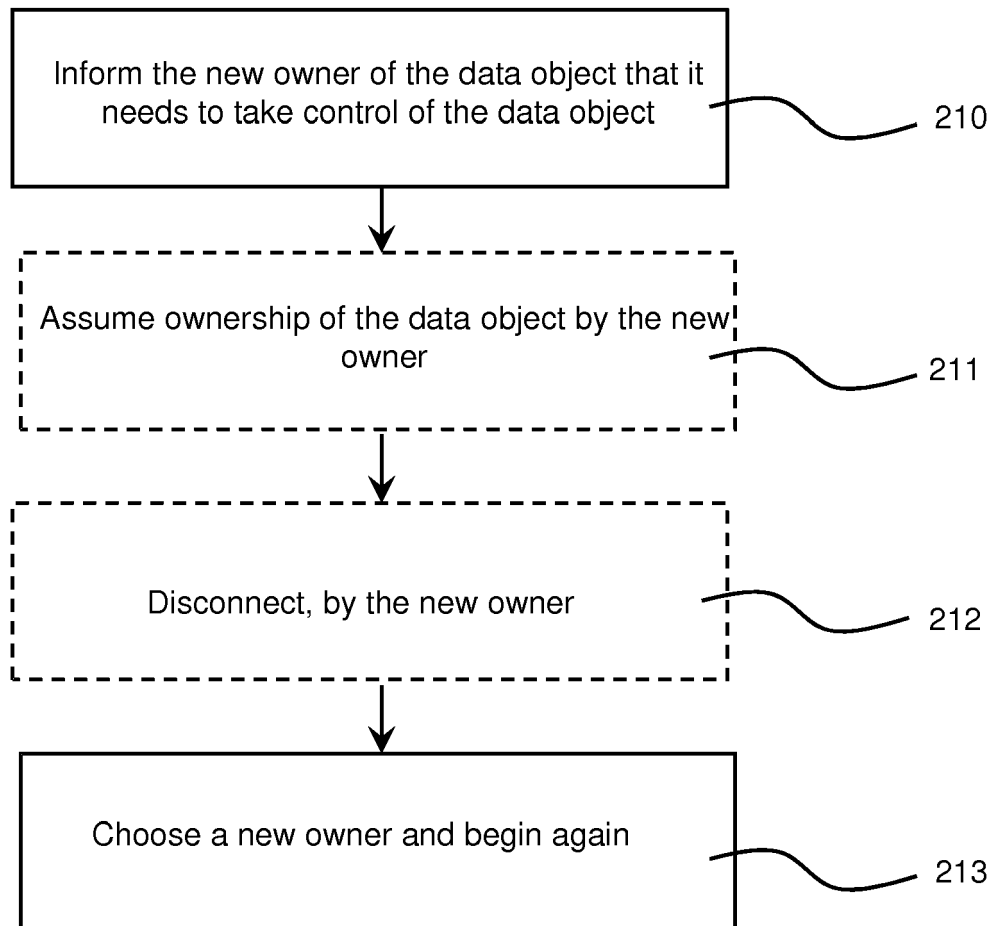 Inform the new owner of the data object that it
needs to take control of the data object
210
Assume ownership of the data object by the new
owner
211
Disconnect, by the new owner
212
Choose a new owner and begin again
213